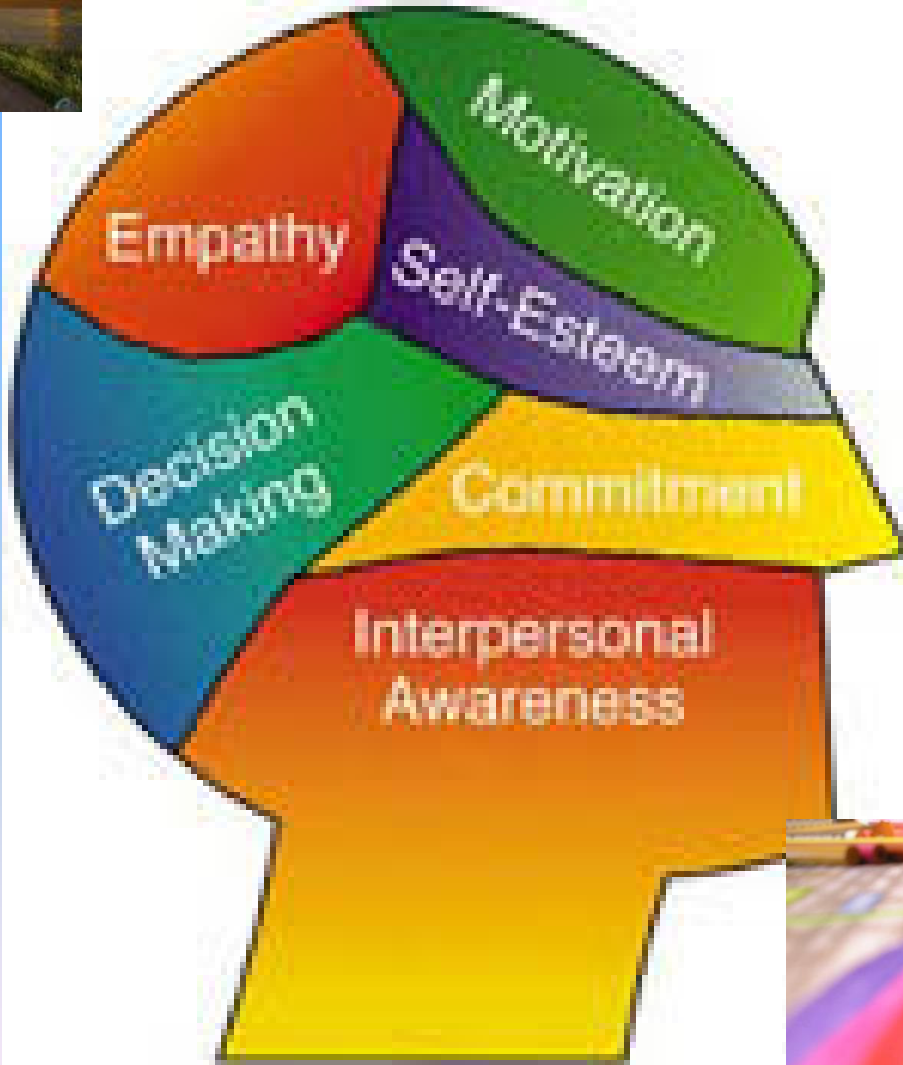 Motivation
Empathy
Self-Esteem
Decision
Making
Commitment
Interpersonal
Awareness